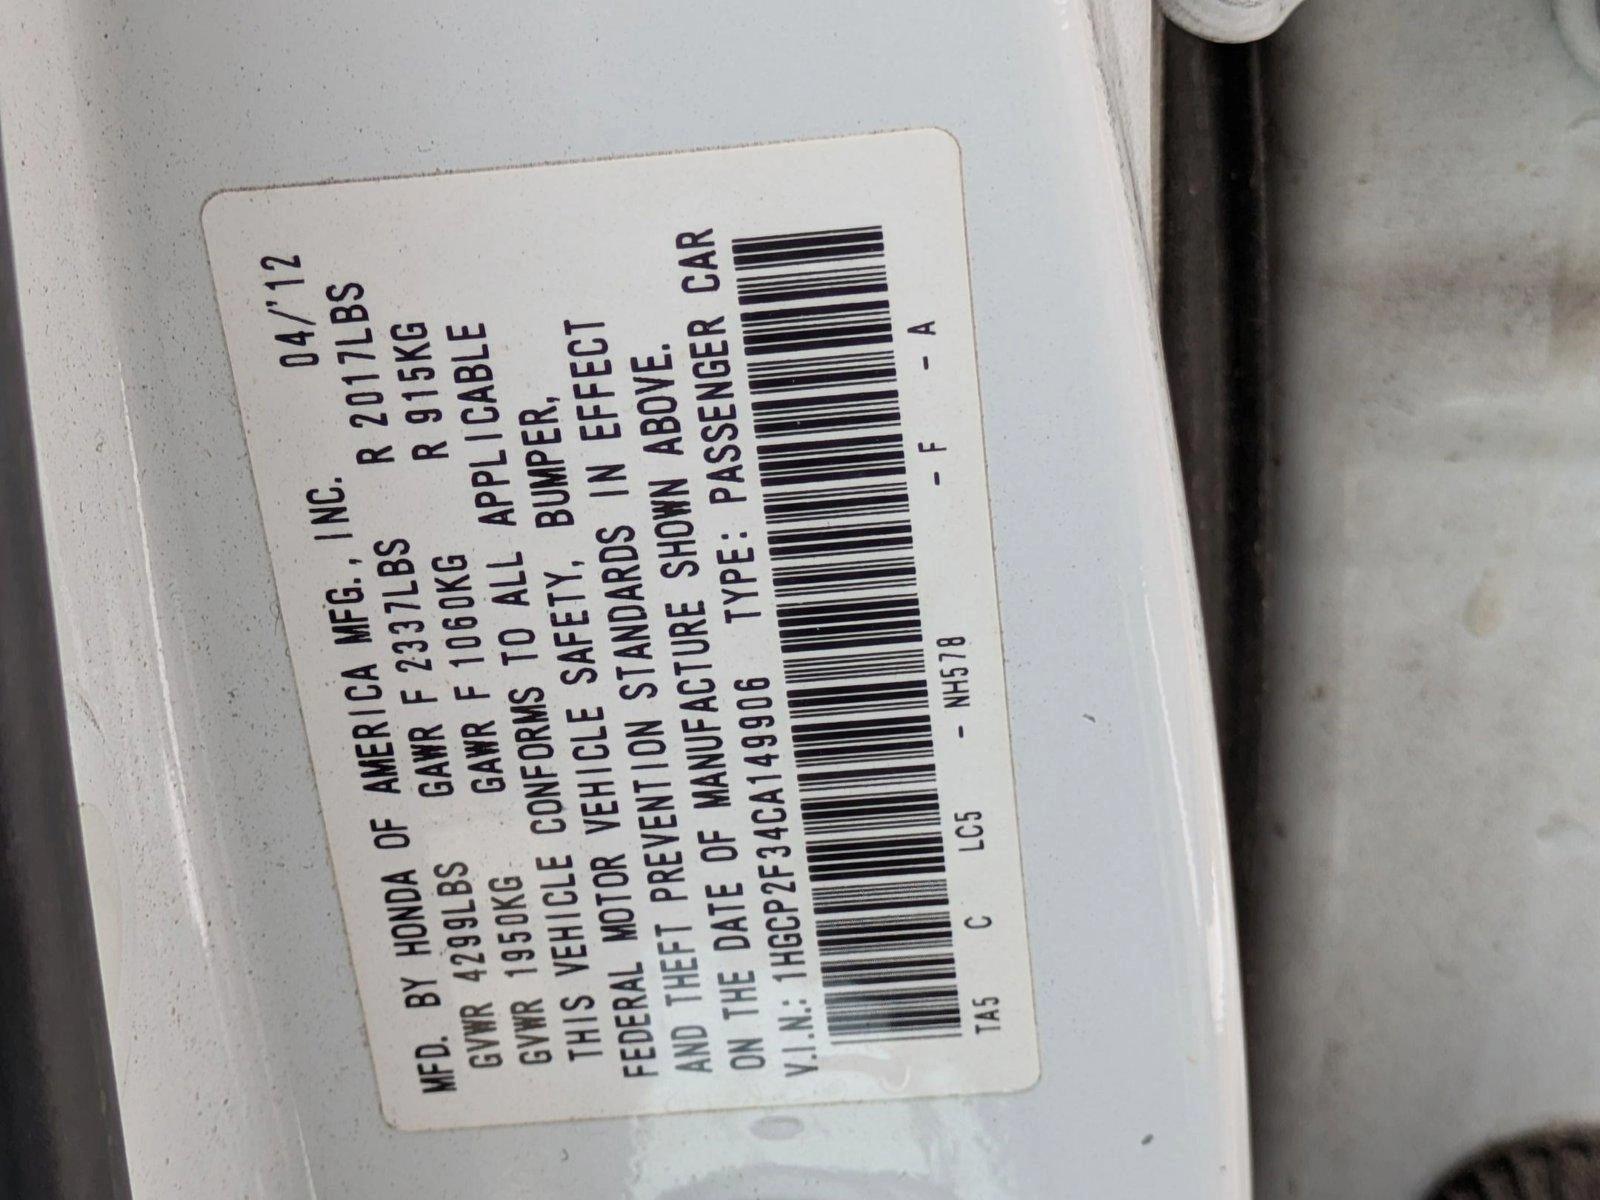 MFD. BY HONDA OF AMERICA MFG., INC. 04/'12
GVWR 4299LBS GAWR F 2337LBS R 2017LBS
GVWR 1950KG GAWR F 1060KG R 915KG
THIS VEHICLE CONFORMS TO ALL APPLICABLE
FEDERAL MOTOR VEHICLE SAFETY, BUMPER,
AND THEFT PREVENTION STANDARDS IN EFFECT
ON THE DATE OF MANUFACTURE SHOWN ABOVE.
V.I.N.: 1HGCP2F34CA149906 TYPE: PASSENGER CAR
TA5 C LC5 - NH578 - F - A